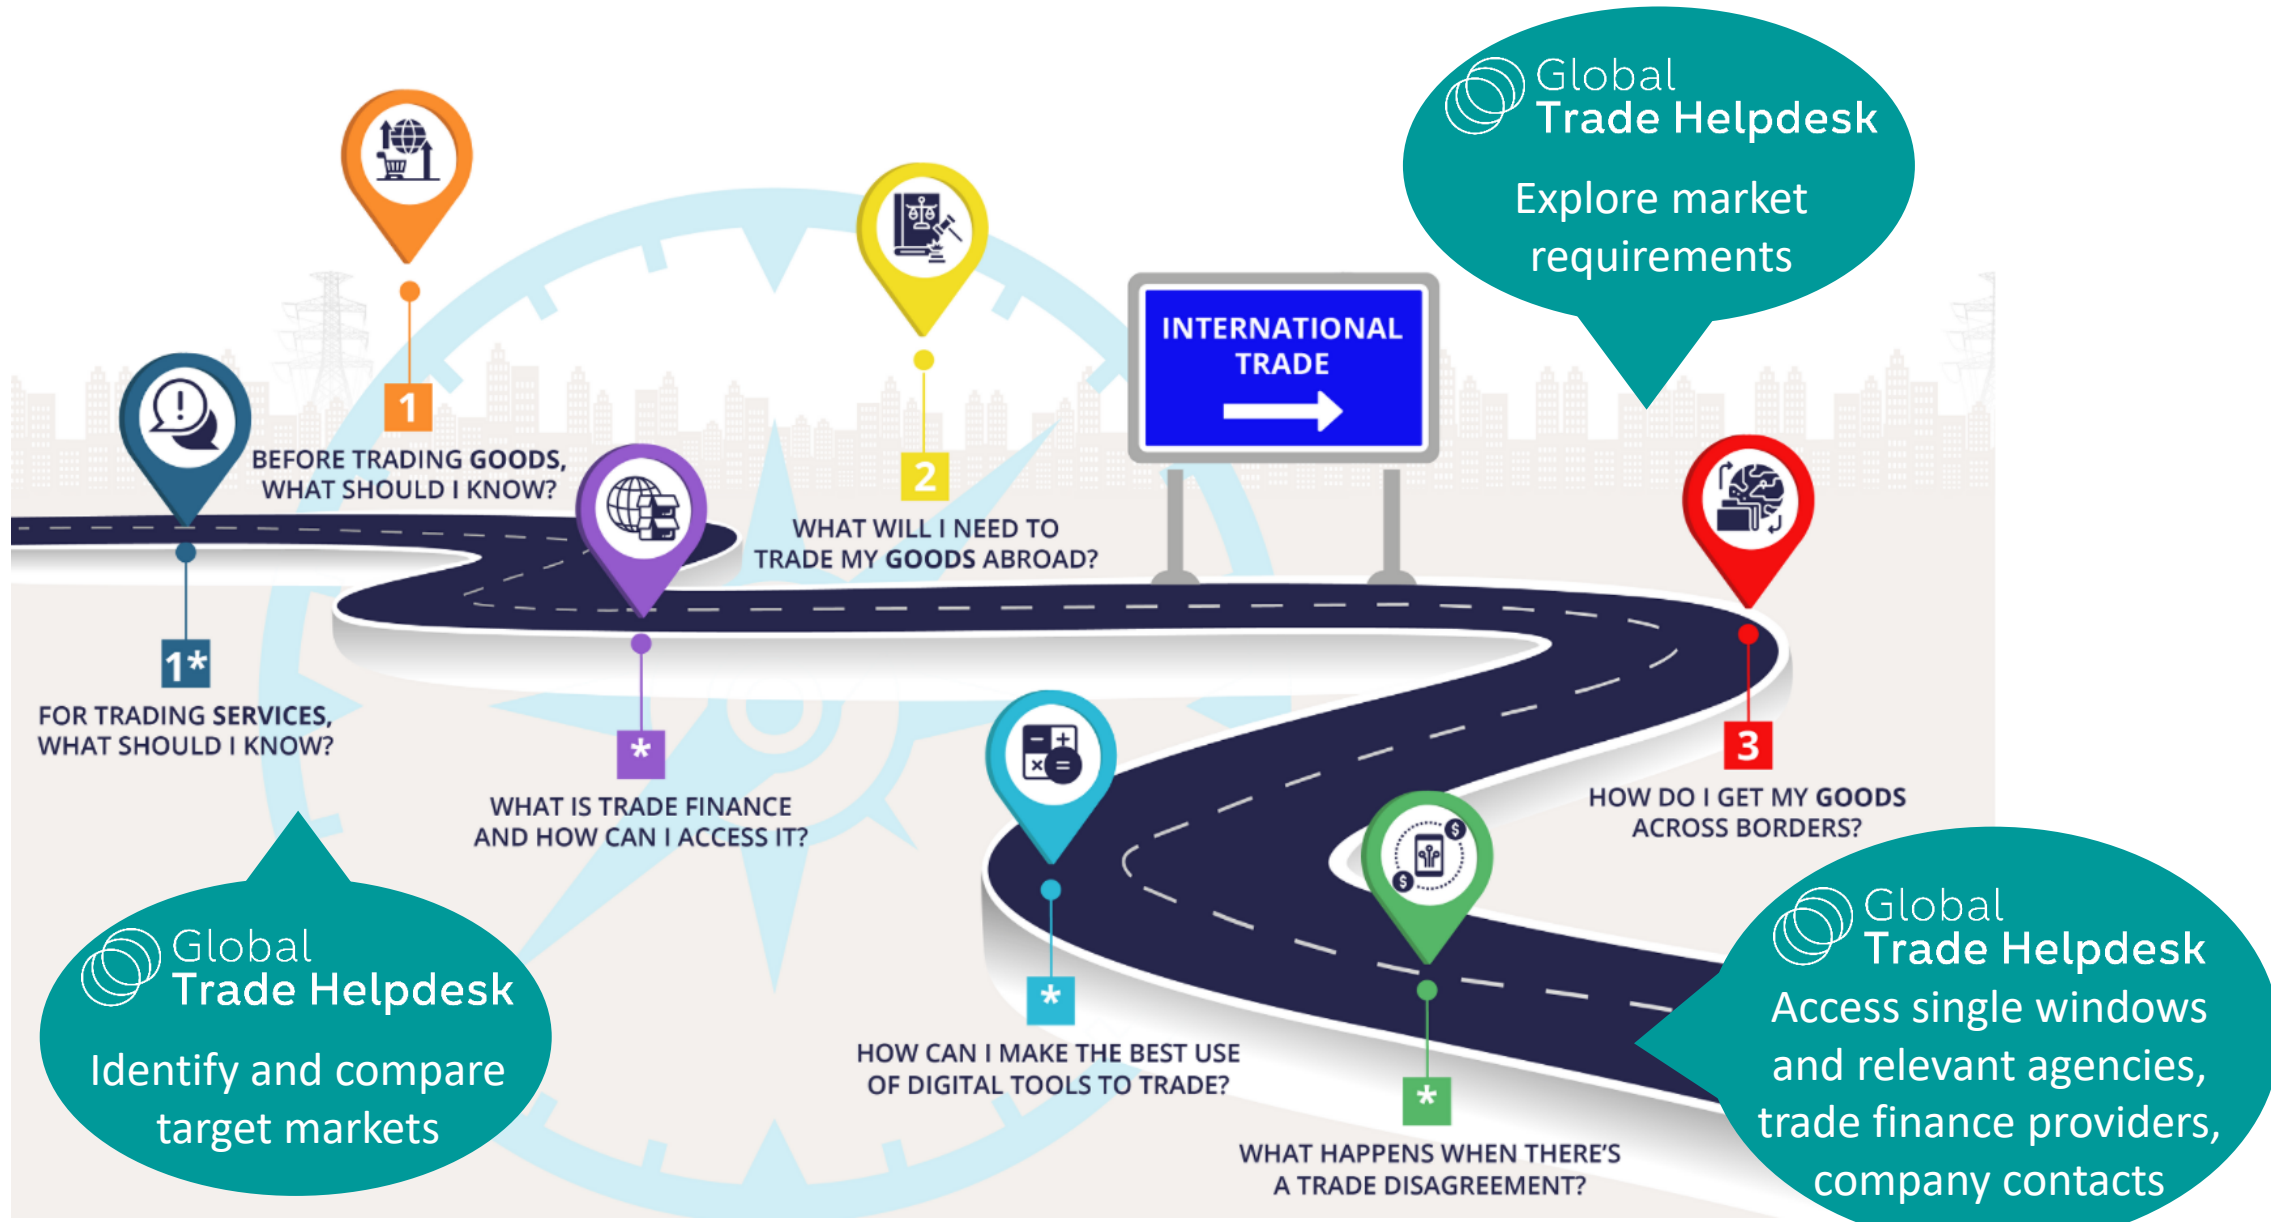 Global
Trade Helpdesk
Explore market
requirements
INTERNATIONAL
TRADE
1
BEFORE TRADING GOODS,
WHAT SHOULD I KNOW?
2
WHAT WILL I NEED TO
TRADE MY GOODS ABROAD?
1*
FOR TRADING SERVICES,
WHAT SHOULD I KNOW?
*
WHAT IS TRADE FINANCE
AND HOW CAN I ACCESS IT?
3
HOW DO I GET MY GOODS
ACROSS BORDERS?
Global
Trade Helpdesk
Identify and compare
target markets
*
HOW CAN I MAKE THE BEST USE
OF DIGITAL TOOLS TO TRADE?
$
$
*
WHAT HAPPENS WHEN THERE'S
A TRADE DISAGREEMENT?
Global
Trade Helpdesk
Access single windows
and relevant agencies,
trade finance providers,
company contacts